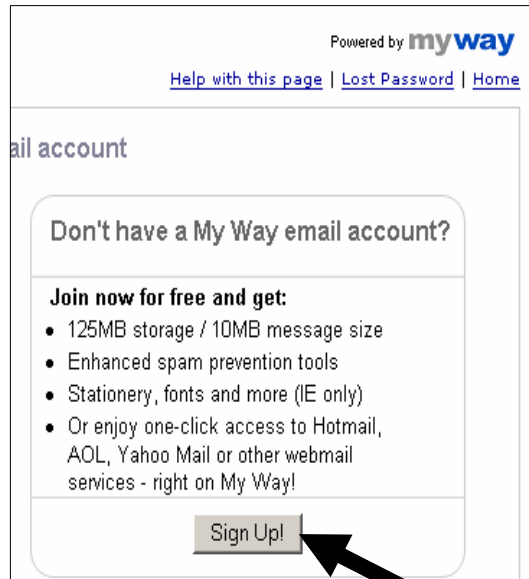 Powered by myway
Help with this page | Lost Password | Home
ail account
Don't have a My Way email account?
Join now for free and get:
• 125MB storage / 10MB message size
• Enhanced spam prevention tools
• Stationery, fonts and more (IE only)
• Or enjoy one-click access to Hotmail,
AOL, Yahoo Mail or other webmail
services - right on My Way!
Sign Up!